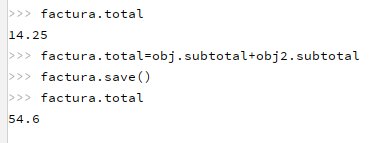 >>> factura.total
14.25
>>> factura.total=obj.subtotal+obj2.subtotal
>>> factura.save()
>>> factura.total
54.6